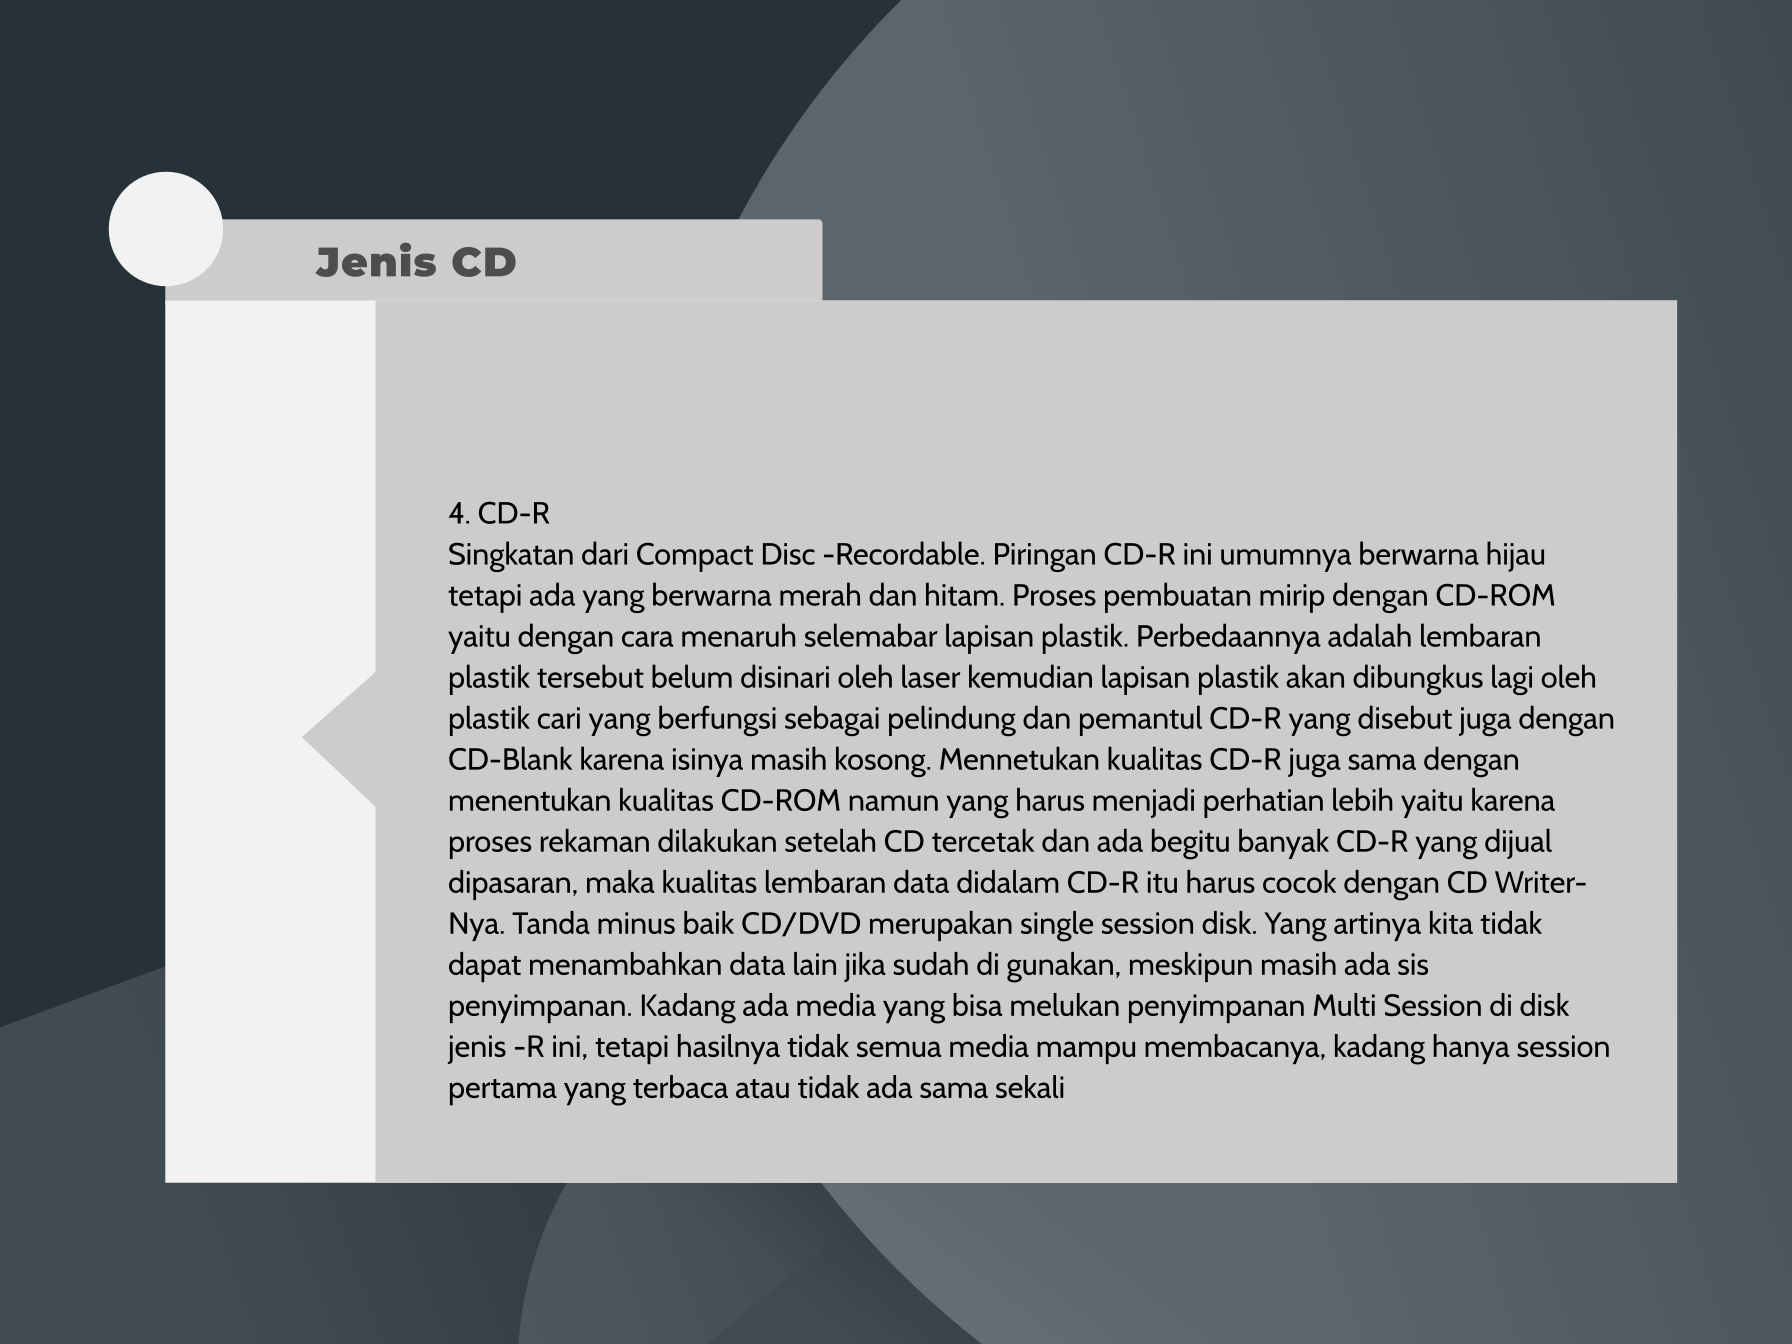 Jenis CD
4. CD-R
Singkatan dari Compact Disc -Recordable. Piringan CD-R ini umumnya berwarna hijau
tetapi ada yang berwarna merah dan hitam. Proses pembuatan mirip dengan CD-ROM
yaitu dengan cara menaruh selemabar lapisan plastik. Perbedaannya adalah lembaran
plastik tersebut belum disinari oleh laser kemudian lapisan plastik akan dibungkus lagi oleh
plastik cari yang berfungsi sebagai pelindung dan pemantul CD-R yang disebut juga dengan
CD-Blank karena isinya masih kosong. Mennetukan kualitas CD-R juga sama dengan
menentukan kualitas CD-ROM namun yang harus menjadi perhatian lebih yaitu karena
proses rekaman dilakukan setelah CD tercetak dan ada begitu banyak CD-R yang dijual
dipasaran, maka kualitas lembaran data didalam CD-R itu harus cocok dengan CD Writer-
Nya. Tanda minus baik CD/DVD merupakan single session disk. Yang artinya kita tidak
dapat menambahkan data lain jika sudah di gunakan, meskipun masih ada sis
penyimpanan. Kadang ada media yang bisa melukan penyimpanan Multi Session di disk
jenis -R ini, tetapi hasilnya tidak semua media mampu membacanya, kadang hanya session
pertama yang terbaca atau tidak ada sama sekali